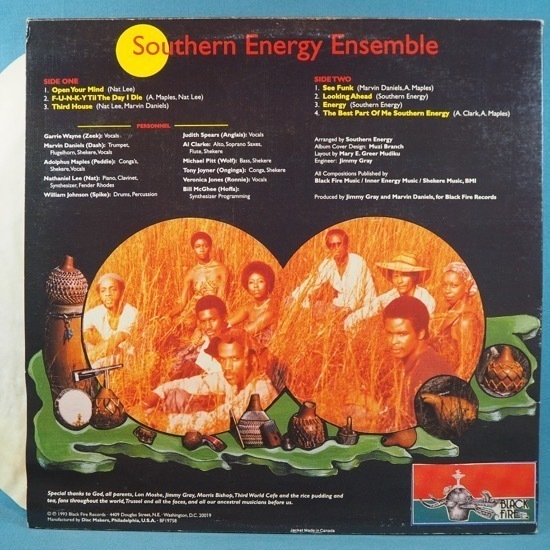 Southern Energy Ensemble
SIDE ONE
1. Open Your Mind (Nat Lee)
2. F-U-N-K-Y Til The Day I Die (A. Maples, Nat Lee)
3. Third House (Nat Lee, Marvin Daniels)
SIDE TWO
1. See Funk (Marvin Daniels, A. Maples)
2. Looking Ahead (Southern Energy)
3. Energy (Southern Energy)
4. The Best Part Of Me Southern Energy (A. Clark, A. Maples)
PERSONNEL
Garrie Wayne (Zeek): Vocals
Marvin Daniels (Dash): Trumpet,
Flugelhorn, Shekere, Vocals
Adolphus Maples (Peddie): Conga's,
Shekere, Vocals
Nathaniel Lee (Nat): Piano, Clavinet,
Synthesizer, Fender Rhodes
William Johnson (Spike): Drums, Percussion
Judith Spears (Anglais): Vocals
Al Clarke: Alto, Soprano Saxes,
Flute, Shekere
Michael Pitt (Wolf): Bass, Shekere
Tony Joyner (Onginga): Conga, Shekere
Veronica Jones (Ronnie): Vocals
Bill McGhee (Hoffa):
Synthesizer Programming
Arranged by Southern Energy
Album Cover Design: Muzi Branch
Layout by Mary E. Greer Mudiku
Engineer: Jimmy Gray
All Compositions Published by
Black Fire Music / Inner Energy Music / Shekere Music, BMI
Produced by Jimmy Gray and Marvin Daniels, for Black Fire Records
Special thanks to God, all parents, Lon Moshe, Jimmy Gray, Morris Bishop, Third World Cafe and the rice pudding and
tea, fans throughout the world, Trussel and all the faces, and all our ancestral musicians before us.
℗ © 1993 Black Fire Records - 4409 Douglas Street, N.E. - Washington, D.C. 20019
Manufactured by Disc Makers, Philadelphia, U.S.A. - BF19758
Jacket Made in Canada
BLACK
FIRE